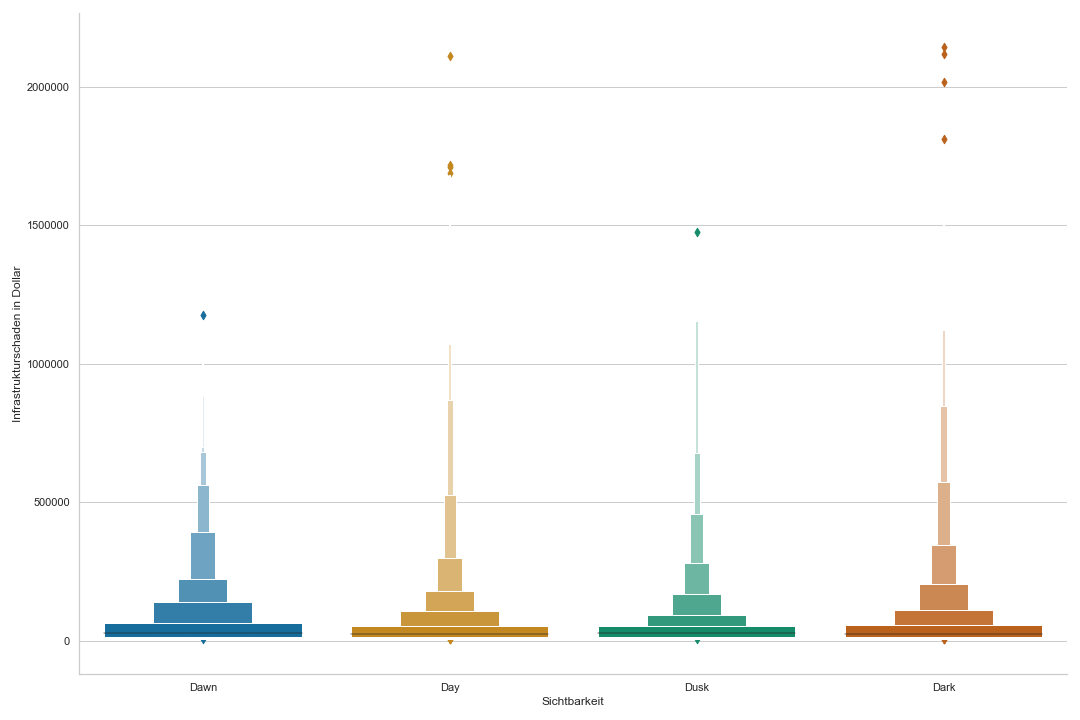 Infrastrukturschaden in Dollar
2000000
1500000
1000000
500000
0
Dawn Day Dusk Dark
Sichtbarkeit